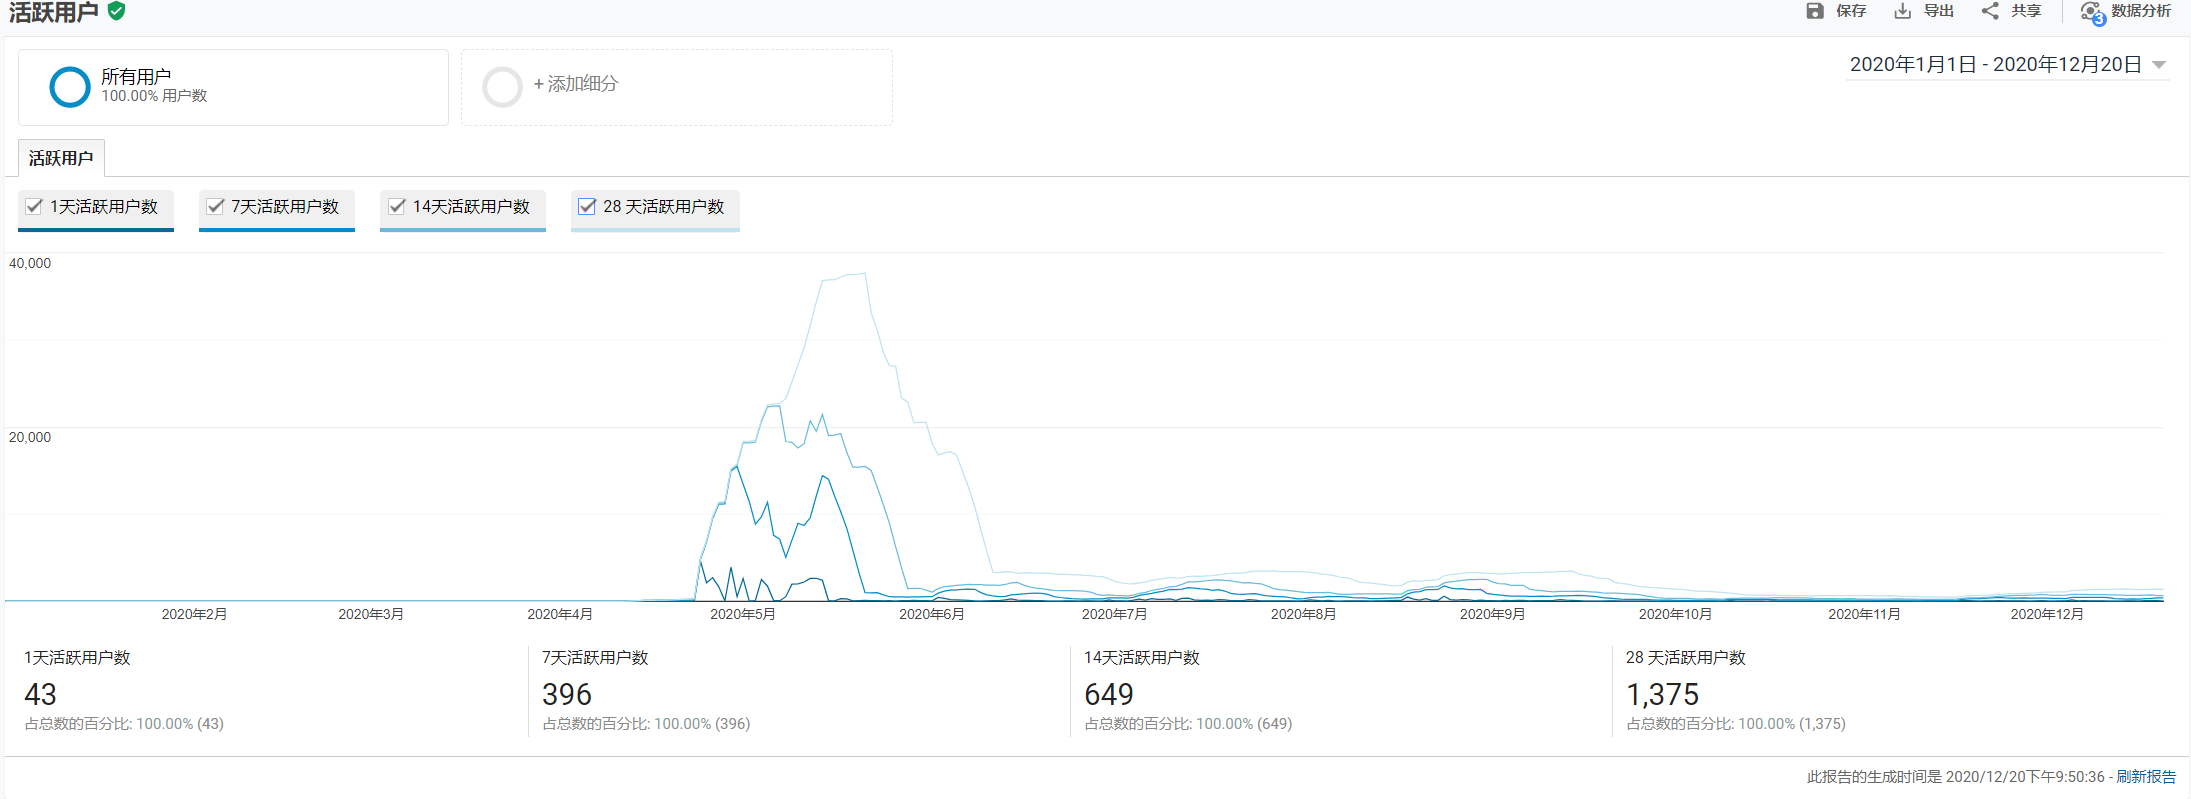 活跃用户
保存 导出 共享 数据分析
3
所有用户
100.00% 用户数
+ 添加细分
2020年1月1日 - 2020年12月20日
活跃用户
1天活跃用户数 7天活跃用户数 14天活跃用户数 28 天活跃用户数
40,000
20,000
2020年2月 2020年3月 2020年4月 2020年5月 2020年6月 2020年7月 2020年8月 2020年9月 2020年10月 2020年11月 2020年12月
1天活跃用户数
43
占总数的百分比: 100.00% (43)
7天活跃用户数
396
占总数的百分比: 100.00% (396)
14天活跃用户数
649
占总数的百分比: 100.00% (649)
28 天活跃用户数
1,375
占总数的百分比: 100.00% (1,375)
此报告的生成时间是 2020/12/20下午9:50:36 - 刷新报告